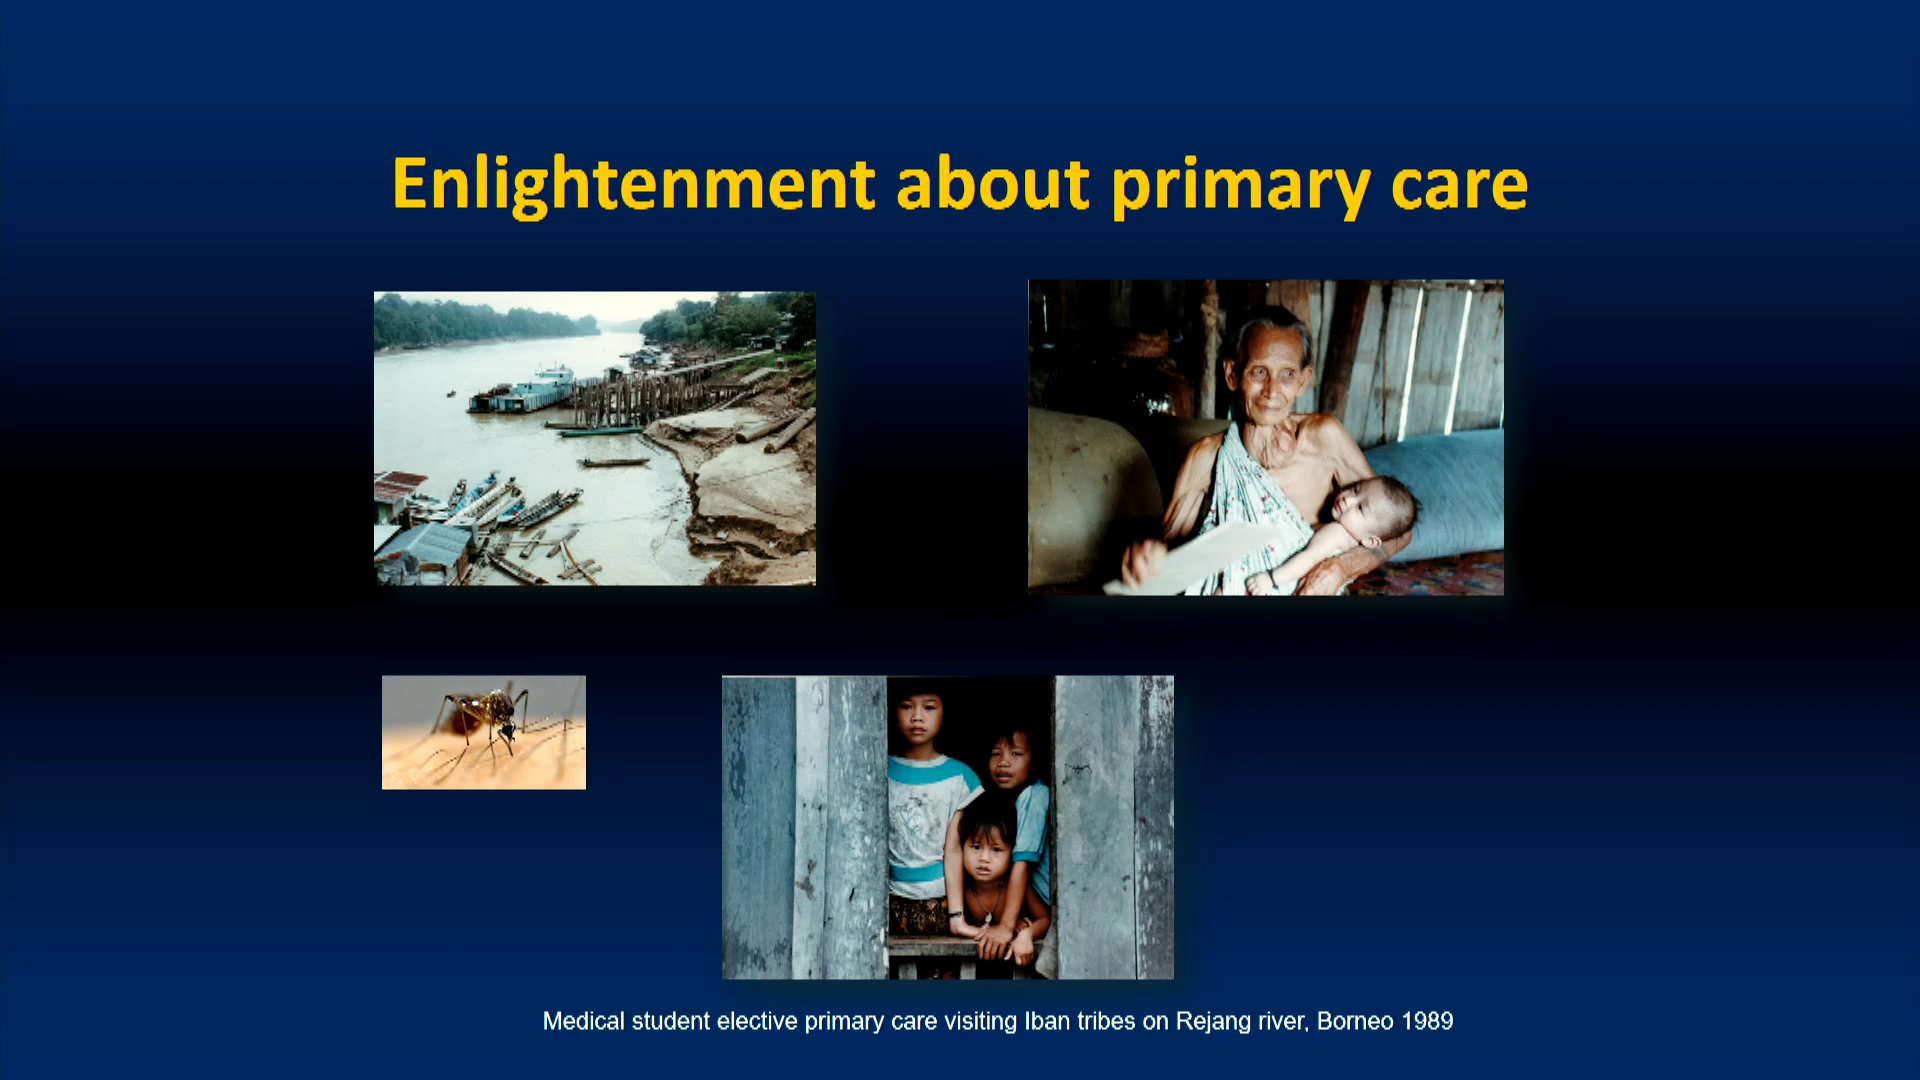 Enlightenment about primary care
Medical student elective primary care visiting Iban tribes on Rejang river, Borneo 1989